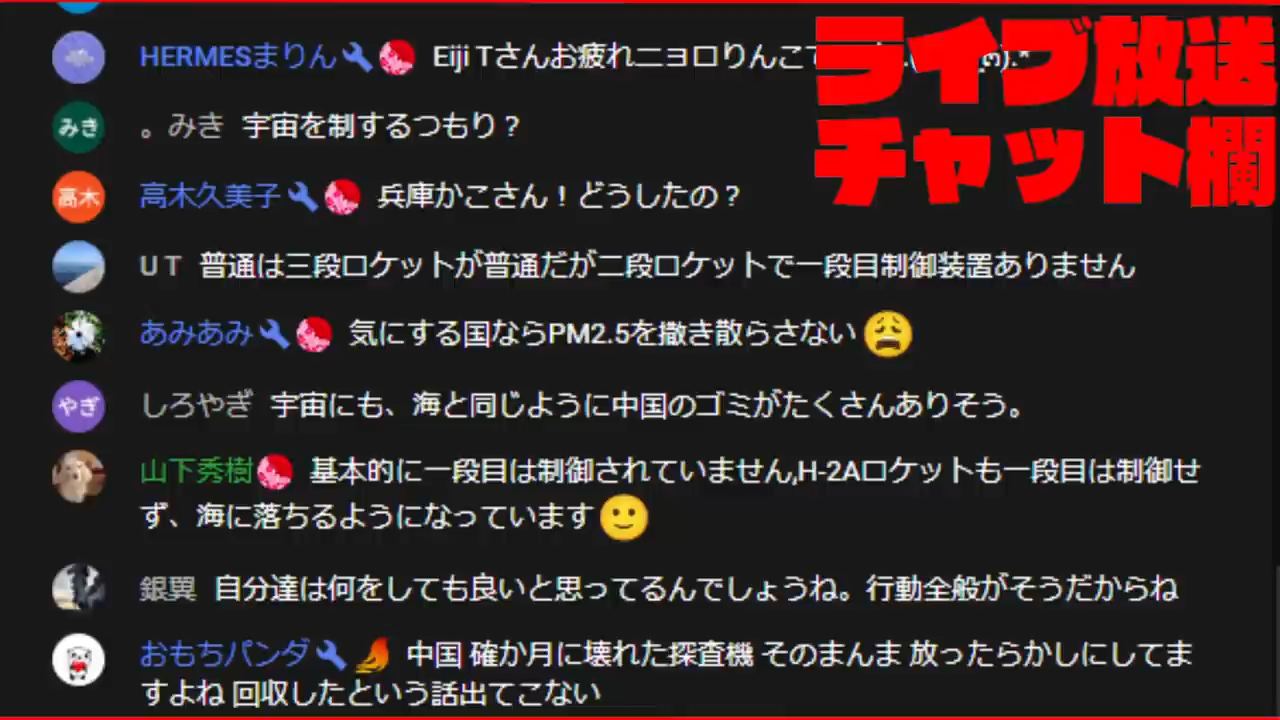 ライブ放送
チャット欄
HERMESまりん Eiji Tさんお疲れニョロりんこ
みき 。みき 宇宙を制するつもり？
高木 高木久美子 兵庫かこさん！どうしたの？
U T 普通は三段ロケットが普通だが二段ロケットで一段目制御装置ありません
あみあみ 気にする国ならPM2.5を撒き散らさない
やぎ しろやぎ 宇宙にも、海と同じように中国のゴミがたくさんありそう。
山下秀樹 基本的に一段目は制御されていません,H-2Aロケットも一段目は制御せ
ず、海に落ちるようになっています
銀翼 自分達は何をしても良いと思ってるんでしょうね。行動全般がそうだからね
おもちパンダ 中国 確か月に壊れた探査機 そのまんま 放ったらかしにしてま
すよね 回収したという話出てこない